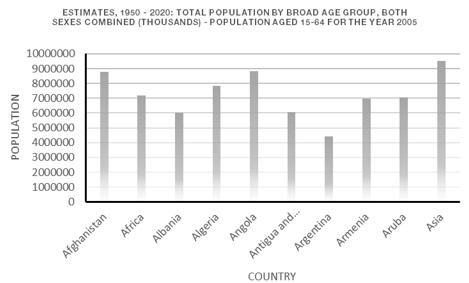 ESTIMATES, 1950 - 2020: TOTAL POPULATION BY BROAD AGE GROUP, BOTH
SEXES COMBINED (THOUSANDS) - POPULATION AGED 15-64 FOR THE YEAR 2005
POPULATION
10000000
9000000
8000000
7000000
6000000
5000000
4000000
3000000
2000000
1000000
0
Afghanistan
Africa
Albania
Algeria
Angola
Antigua and...
Argentina
Armenia
Aruba
Asia
COUNTRY